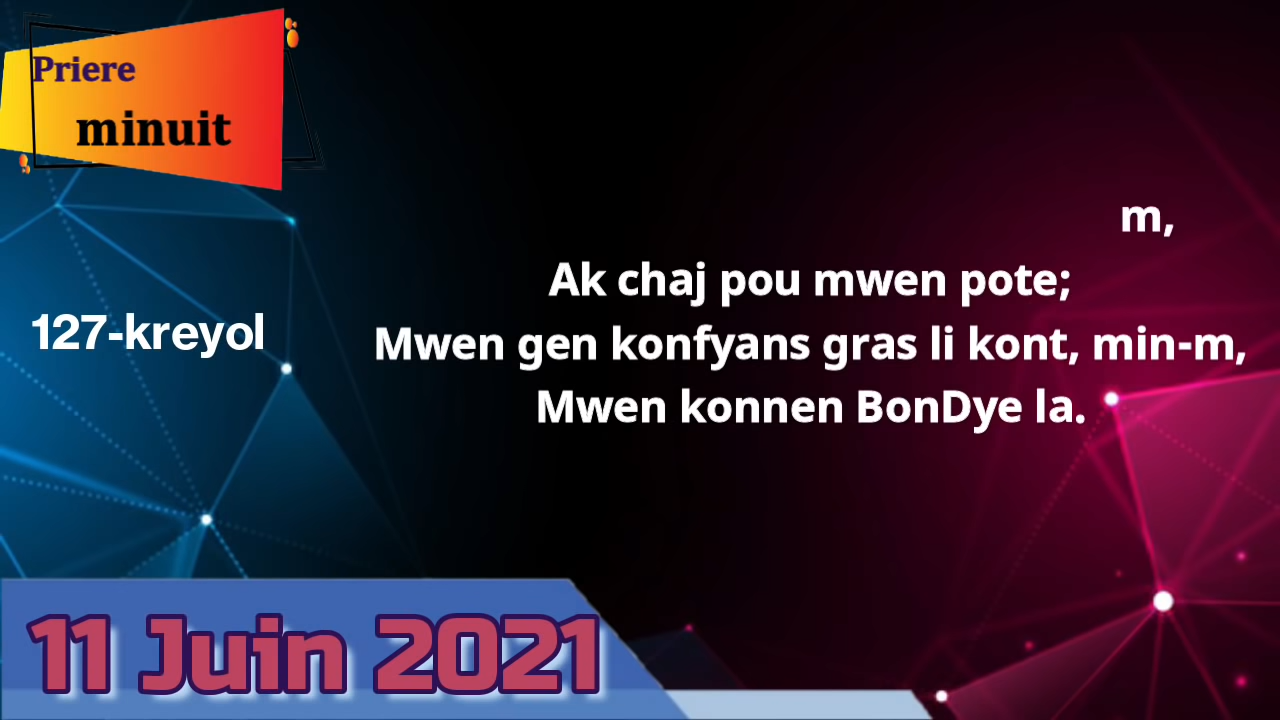 Priere
minuit
m,
Ak chaj pou mwen pote;
127-kreyol
Mwen gen konfyans gras li kont, min-m,
Mwen konnen BonDye la.
11 Juin 2021